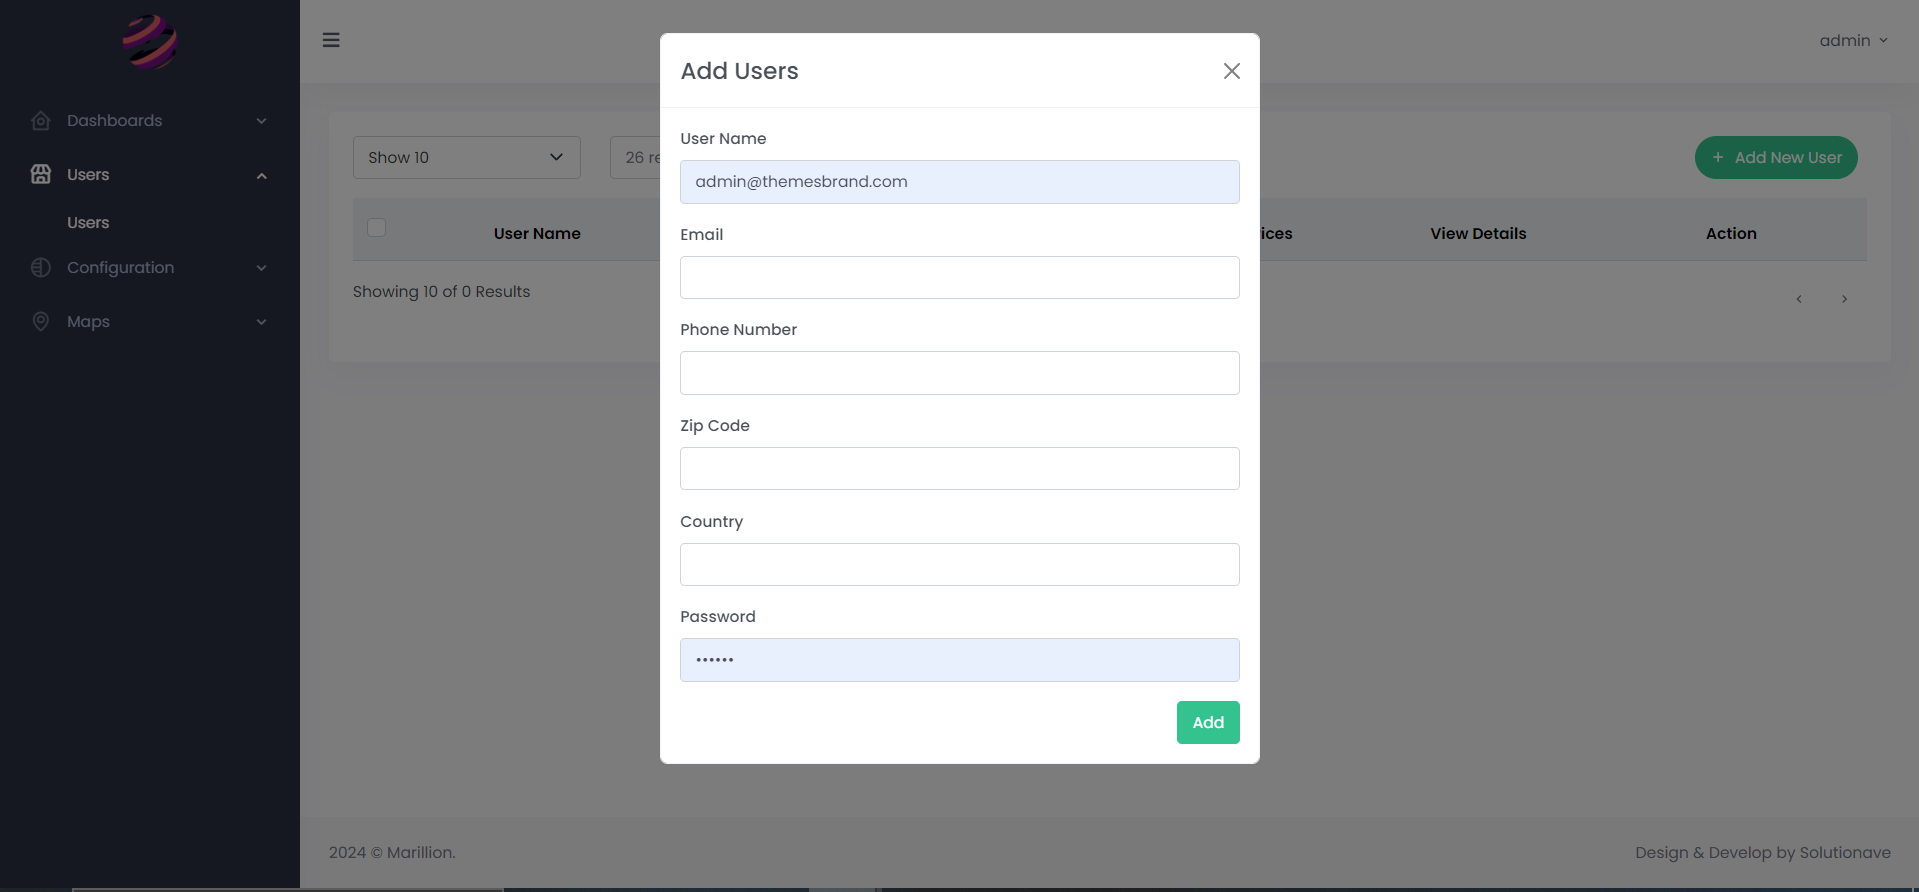 admin
Dashboards
Users
Users
Configuration
Maps
Show 10
26 re
+ Add New User
User Name
ices
View Details
Action
Showing 10 of 0 Results
Add Users
User Name
admin@themesbrand.com
Email
Phone Number
Zip Code
Country
Password
••••••
Add
2024 © Marillion.
Design & Develop by Solutionave